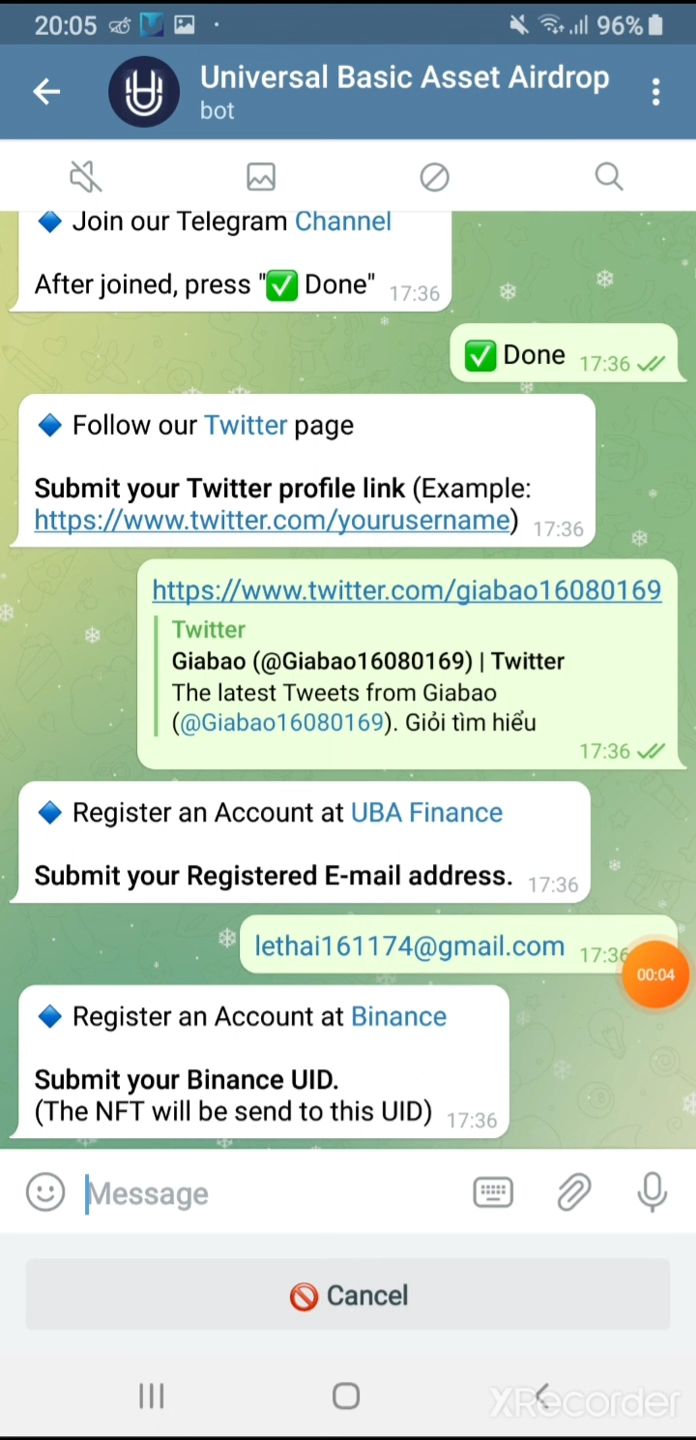 20:05
96%
Universal Basic Asset Airdrop
bot
Join our Telegram Channel
After joined, press "✅ Done" 17:36
✅ Done 17:36
Follow our Twitter page
Submit your Twitter profile link (Example:
https://www.twitter.com/yourusername) 17:36
https://www.twitter.com/giabao16080169
Twitter
Giabao (@Giabao16080169) | Twitter
The latest Tweets from Giabao
(@Giabao16080169). Giỏi tìm hiểu
17:36
Register an Account at UBA Finance
Submit your Registered E-mail address. 17:36
lethai161174@gmail.com 17:36
00:04
Register an Account at Binance
Submit your Binance UID.
(The NFT will be send to this UID) 17:36
Message
🚫 Cancel
XRecorder